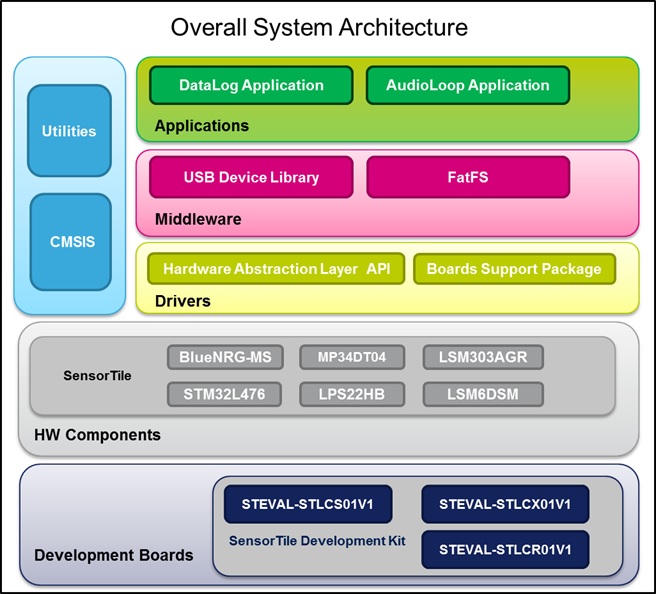 Overall System Architecture
Utilities
CMSIS
DataLog Application
AudioLoop Application
Applications
USB Device Library
FatFS
Middleware
Hardware Abstraction Layer API
Boards Support Package
Drivers
SensorTile
BlueNRG-MS
MP34DT04
LSM303AGR
STM32L476
LPS22HB
LSM6DSM
HW Components
STEVAL-STLCS01V1
STEVAL-STLCX01V1
SensorTile Development Kit
STEVAL-STLCR01V1
Development Boards